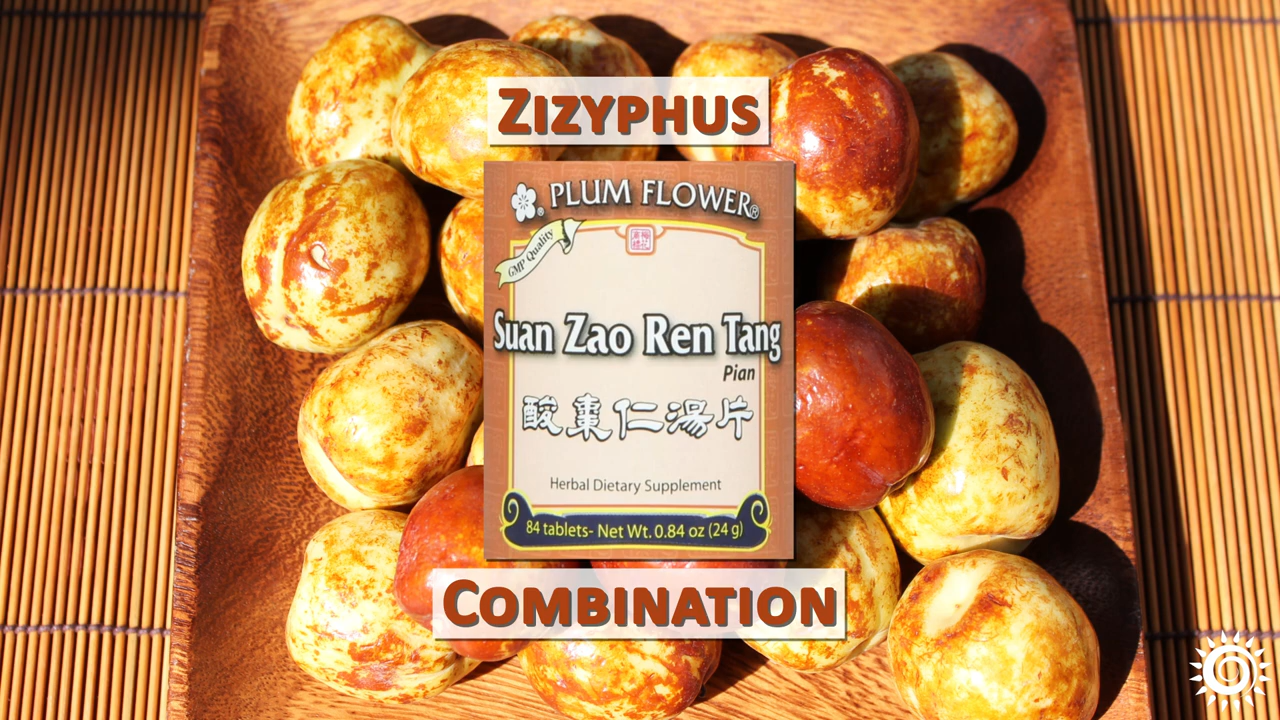 ZIZYPHUS
PLUM FLOWER®
GMP Quality
Suan Zao Ren Tang
Pian
酸棗仁湯片
Herbal Dietary Supplement
84 tablets- Net Wt. 0.84 oz (24 g)
COMBINATION